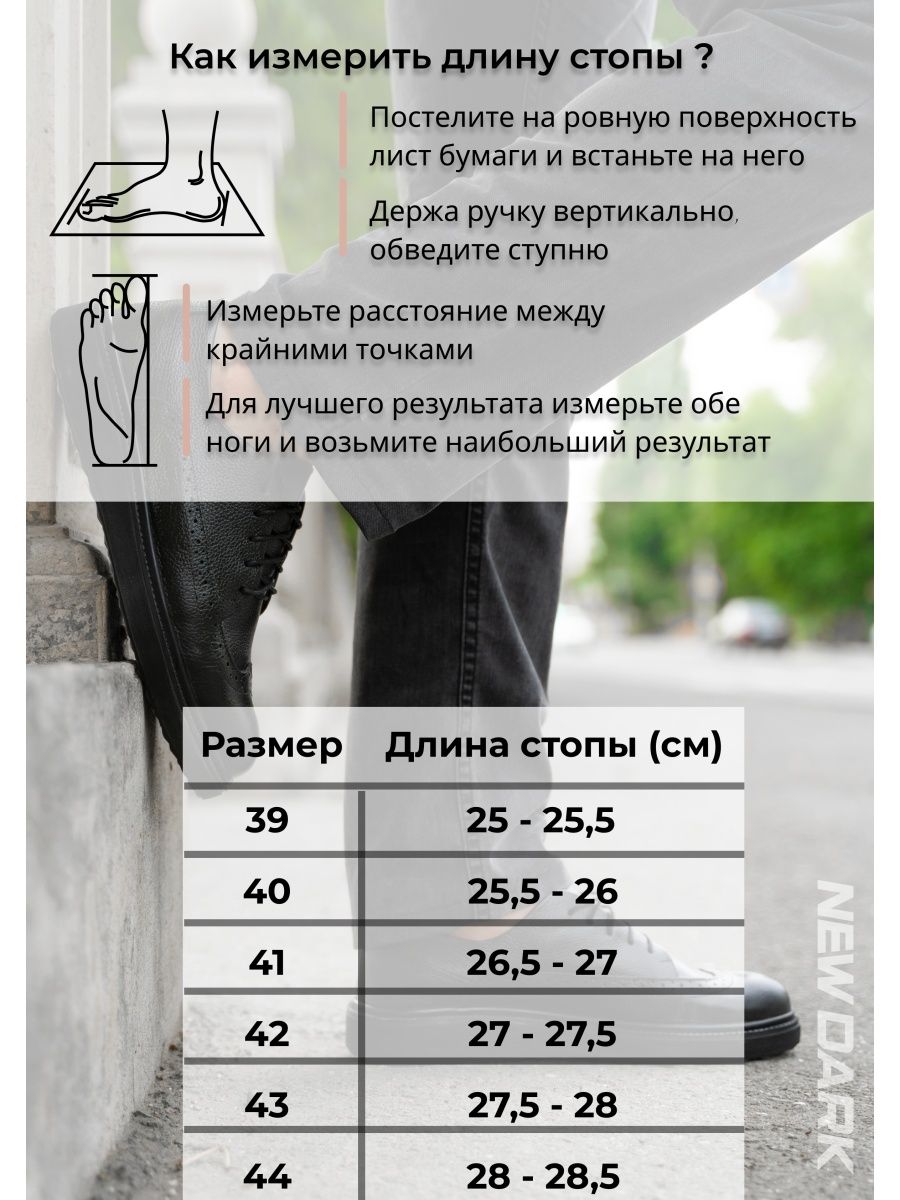 Как измерить длину стопы ?
Постелите на ровную поверхность
лист бумаги и встаньте на него
Держа ручку вертикально,
обведите ступню
Измерьте расстояние между
крайними точками
Для лучшего результата измерьте обе
ноги и возьмите наибольший результат
Размер Длина стопы (см)
39 25 - 25,5
40 25,5 - 26
41 26,5 - 27
42 27 - 27,5
43 27,5 - 28
44 28 - 28,5
NEW DARK